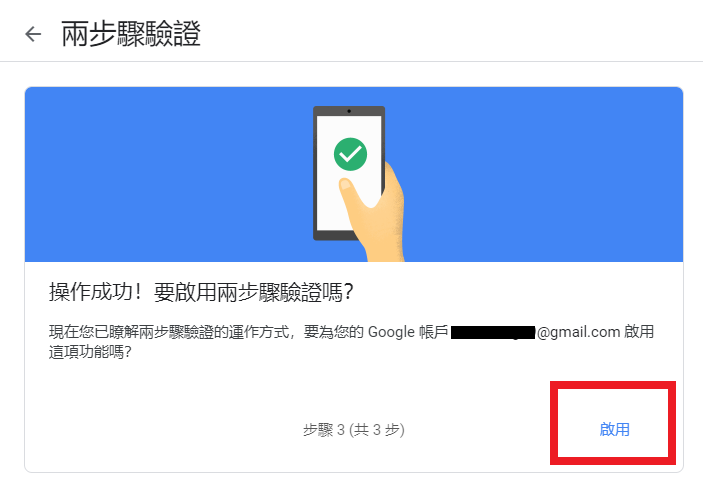 兩步驟驗證
操作成功！要啟用兩步驟驗證嗎？
現在您已瞭解兩步驟驗證的運作方式，要為您的 Google 帳戶 @gmail.com 啟用
這項功能嗎？
步驟 3 (共 3 步)
啟用